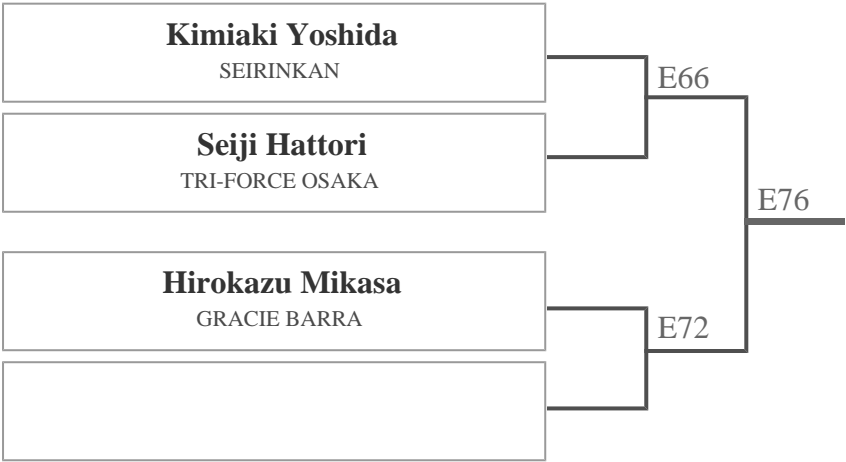 Kimiaki Yoshida
SEIRINKAN
E66
Seiji Hattori
TRI-FORCE OSAKA
E76
Hirokazu Mikasa
GRACIE BARRA
E72